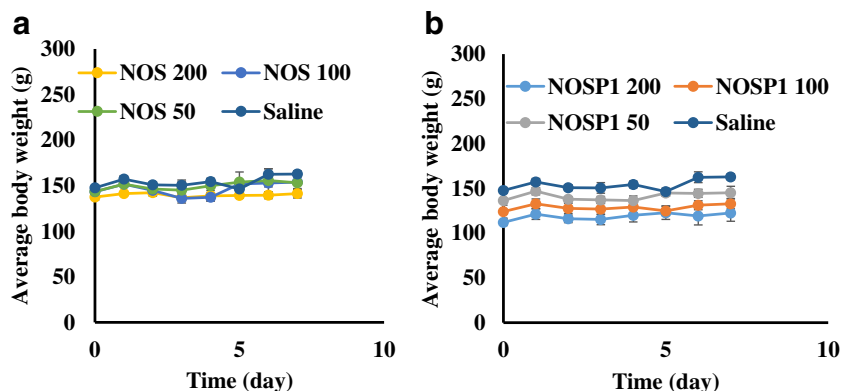 a
300
250
200
150
100
50
0
Average body weight (g)
NOS 200
NOS 100
NOS 50
Saline
0
5
10
Time (day)
b
300
250
200
150
100
50
0
Average body weight (g)
NOSP1 200
NOSP1 100
NOSP1 50
Saline
0
5
10
Time (day)